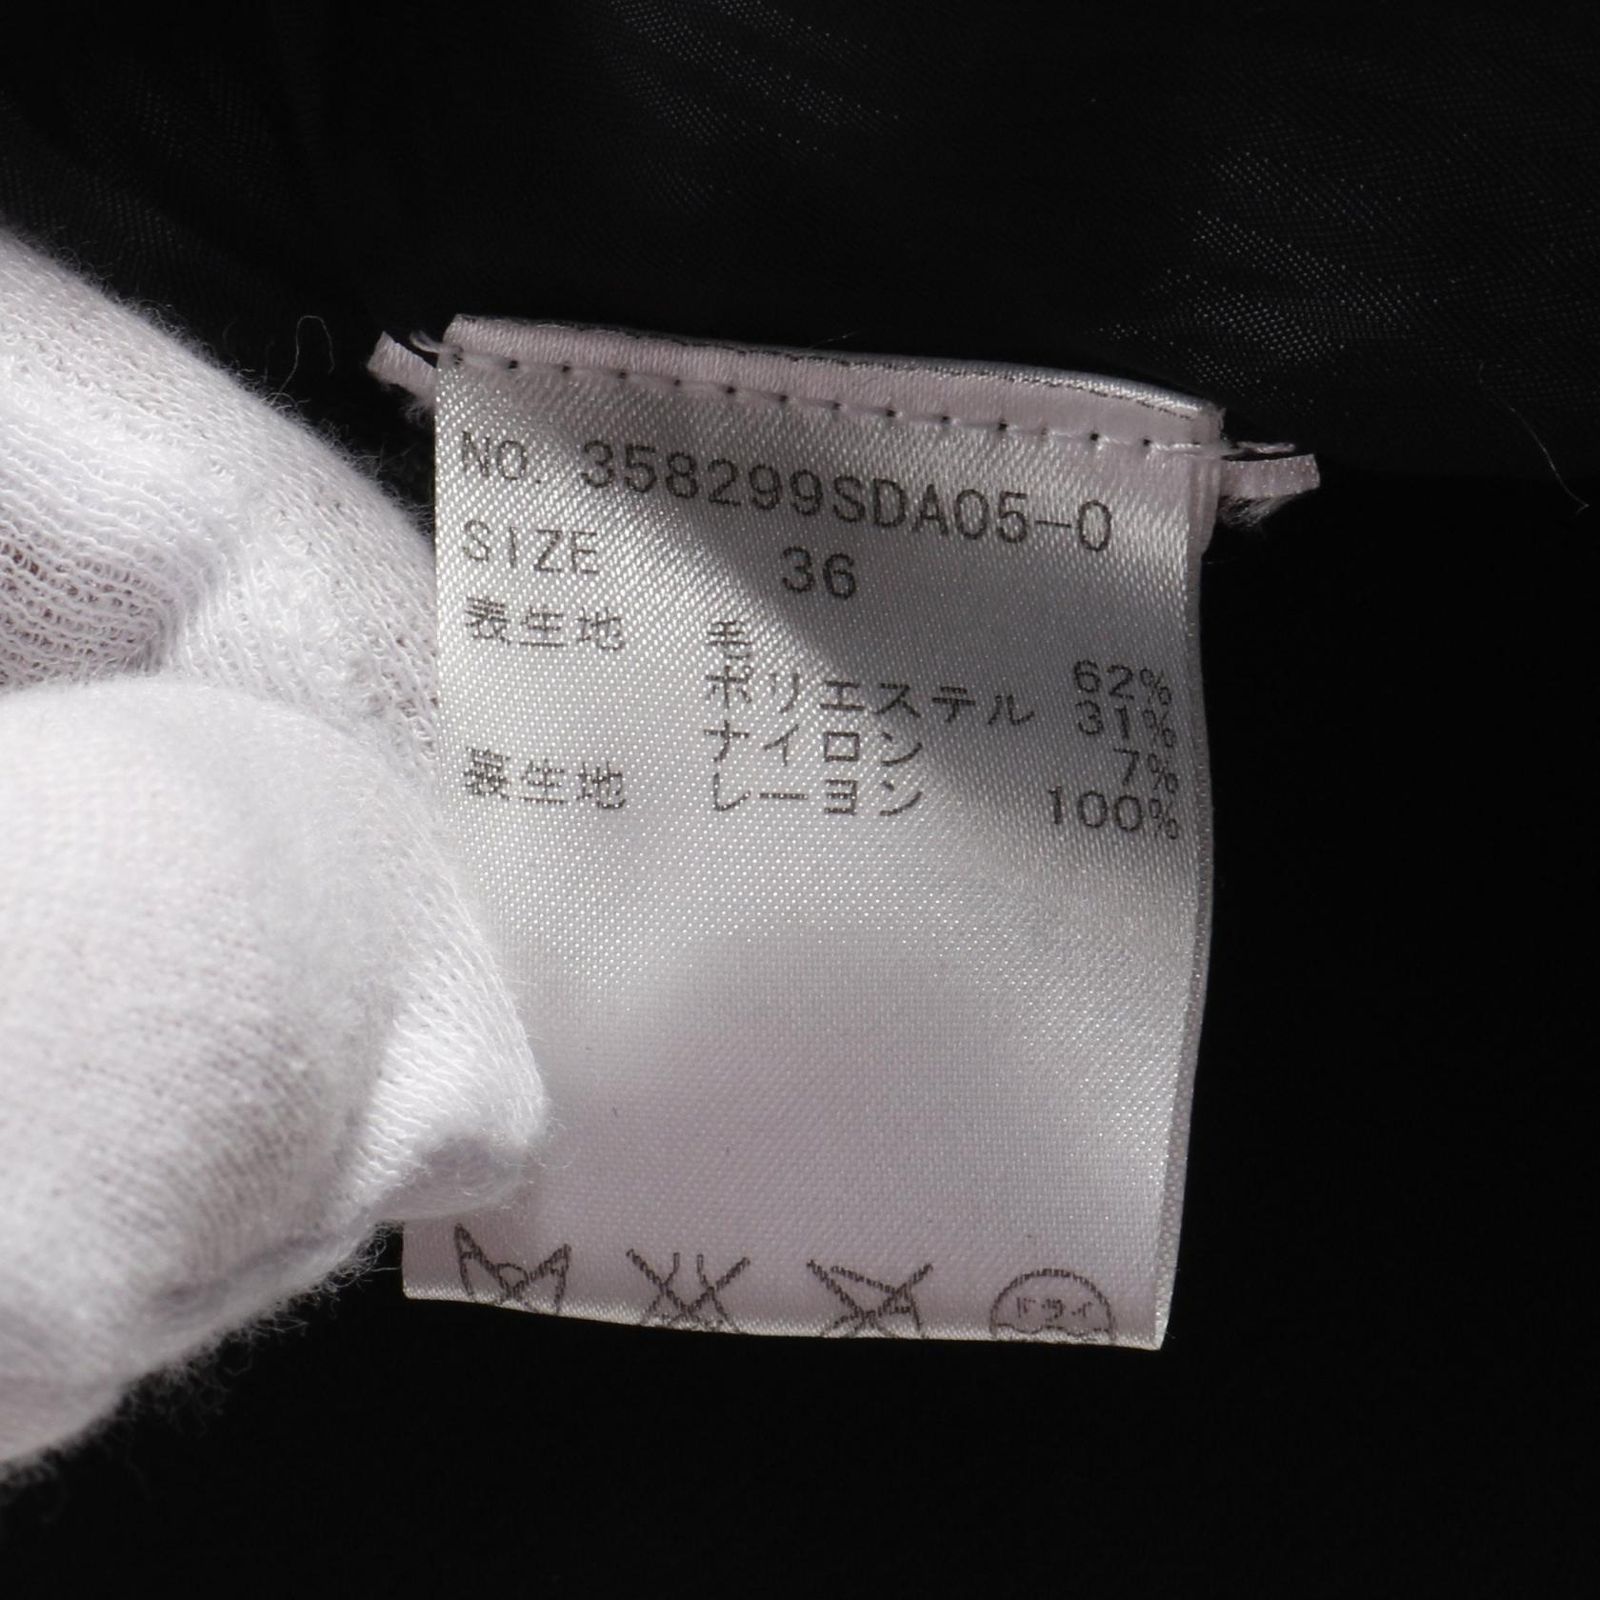 NO. 358299SDA05-0
SIZE 36
表生地 毛 62%
ポリエステル 31%
ナイロン 7%
裏生地 レーヨン 100%
ドライ